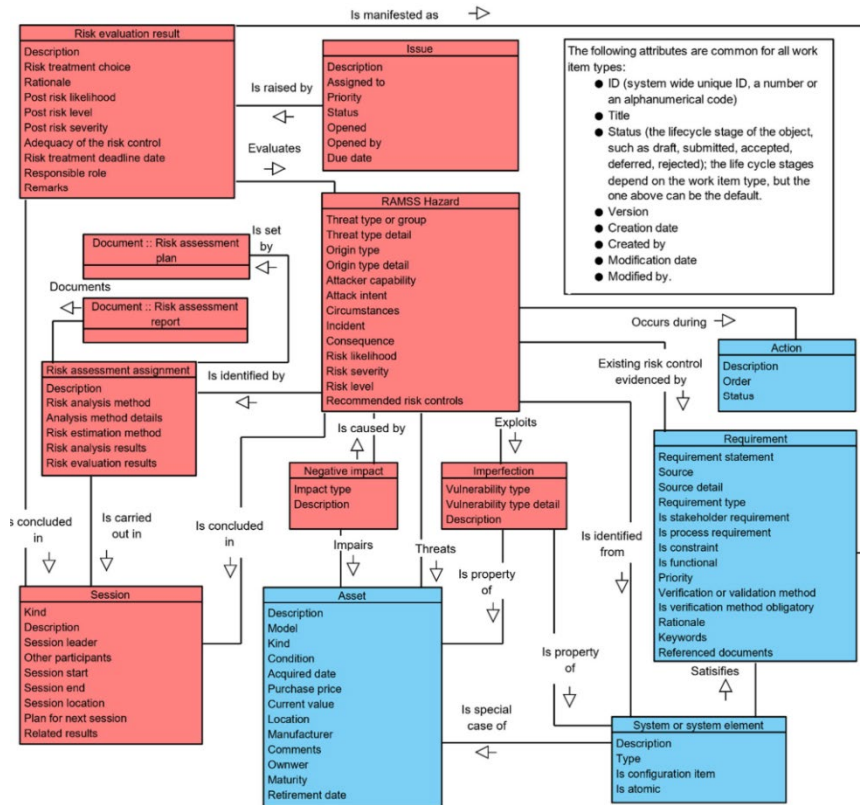 Is manifested as
Risk evaluation result
Description
Risk treatment choice
Rationale
Post risk likelihood
Post risk level
Post risk severity
Adequacy of the risk control
Risk treatment deadline date
Responsible role
Remarks
Is raised by
Evaluates
Issue
Description
Assigned to
Priority
Status
Opened
Opened by
Due date
The following attributes are common for all work
item types:
● ID (system wide unique ID, a number or
an alphanumerical code)
● Title
● Status (the lifecycle stage of the object,
such as draft, submitted, accepted,
deferred, rejected); the life cycle stages
depend on the work item type, but the
one above can be the default.
● Version
● Creation date
● Created by
● Modification date
● Modified by.
RAMSS Hazard
Threat type or group
Threat type detail
Origin type
Origin type detail
Attacker capability
Attack intent
Circumstances
Incident
Consequence
Risk likelihood
Risk severity
Risk level
Recommended risk controls
Is set
by
Document :: Risk assessment
plan
Documents
Document :: Risk assessment
report
Risk assessment assignment
Description
Risk analysis method
Analysis method details
Risk estimation method
Risk analysis results
Risk evaluation results
Is identified by
Occurs during
Action
Description
Order
Status
Existing risk control
evidenced by
Is caused by
Exploits
Negative impact
Impact type
Description
Imperfection
Vulnerability type
Vulnerability type detail
Description
Requirement
Requirement statement
Source
Source detail
Requirement type
Is stakeholder requirement
Is process requirement
Is constraint
Is functional
Priority
Verification or validation method
Is verification method obligatory
Rationale
Keywords
Referenced documents
s concluded
in
Is carried
out in
Is concluded
in
Impairs
Threats
Is identified
from
Is property
of
Is property
of
Session
Kind
Description
Session leader
Other participants
Session start
Session end
Session location
Plan for next session
Related results
Asset
Description
Model
Kind
Condition
Acquired date
Purchase price
Current value
Location
Manufacturer
Comments
Ownwer
Maturity
Retirement date
Is special
case of
Satisifies
System or system element
Description
Type
Is configuration item
Is atomic